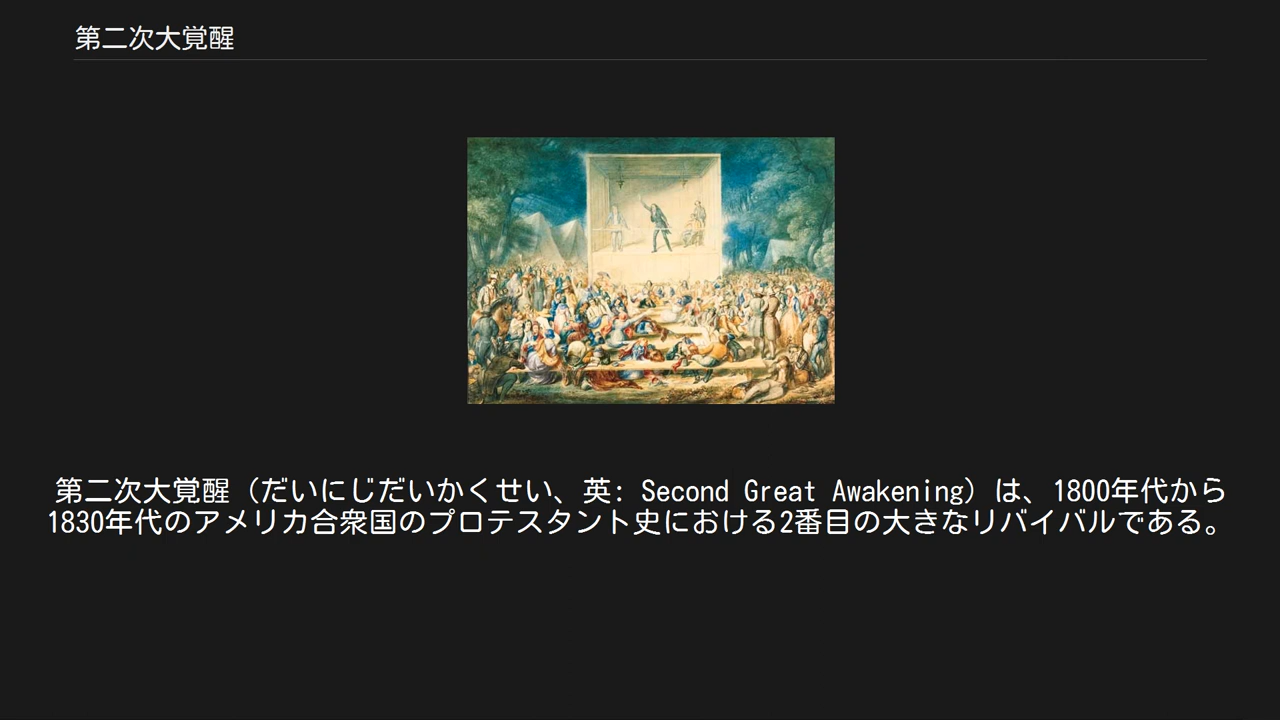 第二次大覚醒
第二次大覚醒（だいにじだいかくせい、英: Second Great Awakening）は、1800年代から
1830年代のアメリカ合衆国のプロテスタント史における2番目の大きなリバイバルである。